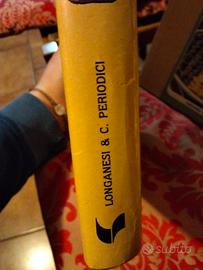 LONGANESI & C. PERIODICI
subito